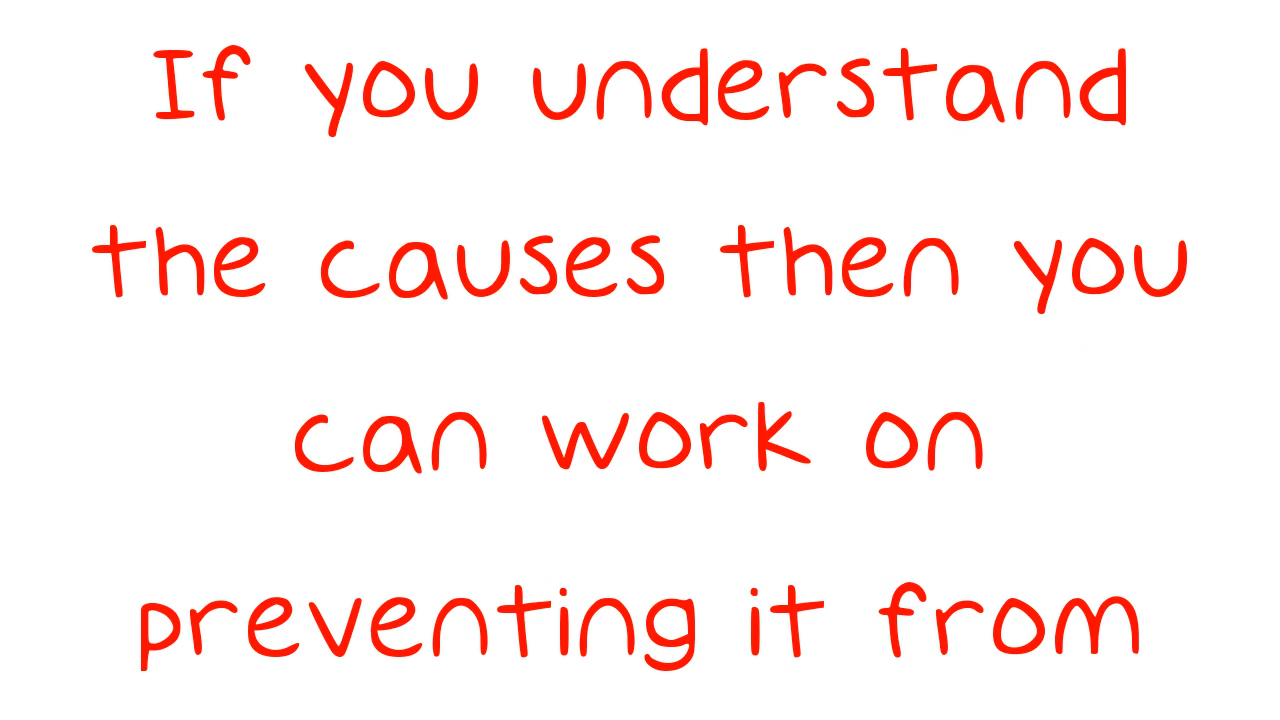 If you understand
the causes then you
can work on
preventing it from